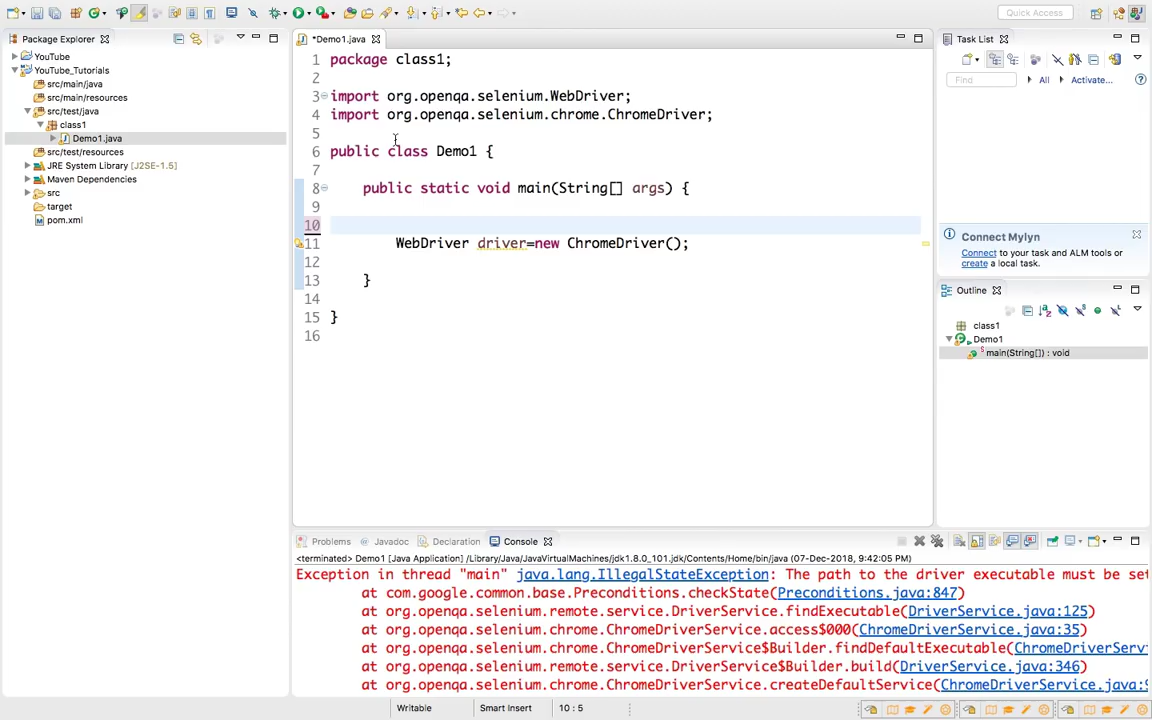 Quick Access
Package Explorer
YouTube
YouTube_Tutorials
src/main/java
src/main/resources
src/test/java
class1
Demo1.java
src/test/resources
JRE System Library [J2SE-1.5]
Maven Dependencies
src
target
pom.xml
*Demo1.java
1 package class1;
2
3 import org.openqa.selenium.WebDriver;
4 import org.openqa.selenium.chrome.ChromeDriver;
5
6 public class Demo1 {
7
8 public static void main(String[] args) {
9
10
11 WebDriver driver=new ChromeDriver();
12
13 }
14
15 }
16
Task List
Find All Activate...
Connect Mylyn
Connect to your task and ALM tools or
create a local task.
Outline
class1
Demo1
main(String[]) : void
Problems Javadoc Declaration Console
<terminated> Demo1 [Java Application] /Library/Java/JavaVirtualMachines/jdk1.8.0_101.jdk/Contents/Home/bin/java (07-Dec-2018, 9:42:05 PM)
Exception in thread "main" java.lang.IllegalStateException: The path to the driver executable must be set
at com.google.common.base.Preconditions.checkState(Preconditions.java:847)
at org.openqa.selenium.remote.service.DriverService.findExecutable(DriverService.java:125)
at org.openqa.selenium.chrome.ChromeDriverService.access$000(ChromeDriverService.java:35)
at org.openqa.selenium.chrome.ChromeDriverService$Builder.findDefaultExecutable(ChromeDriverServ
at org.openqa.selenium.remote.service.DriverService$Builder.build(DriverService.java:346)
at org.openqa.selenium.chrome.ChromeDriverService.createDefaultService(ChromeDriverService.java:
Writable Smart Insert 10 : 5